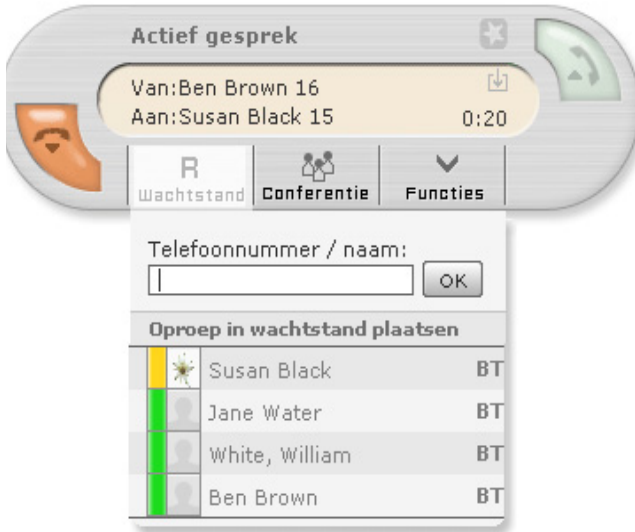 Actief gesprek
Van:Ben Brown 16
Aan:Susan Black 15 0:20
R
Wachtstand Conferentie Functies
Telefoonnummer / naam:
OK
Oproep in wachtstand plaatsen
Susan Black BT
Jane Water BT
White, William BT
Ben Brown BT